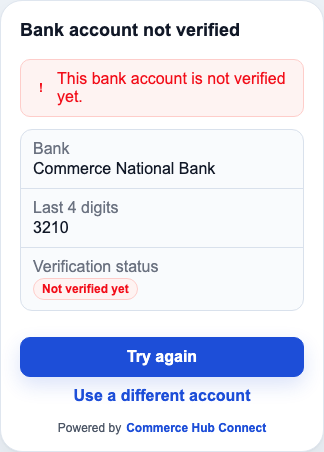 Bank account not verified
!
This bank account is not verified
yet.
Bank
Commerce National Bank
Last 4 digits
3210
Verification status
Not verified yet
Try again
Use a different account
Powered by Commerce Hub Connect